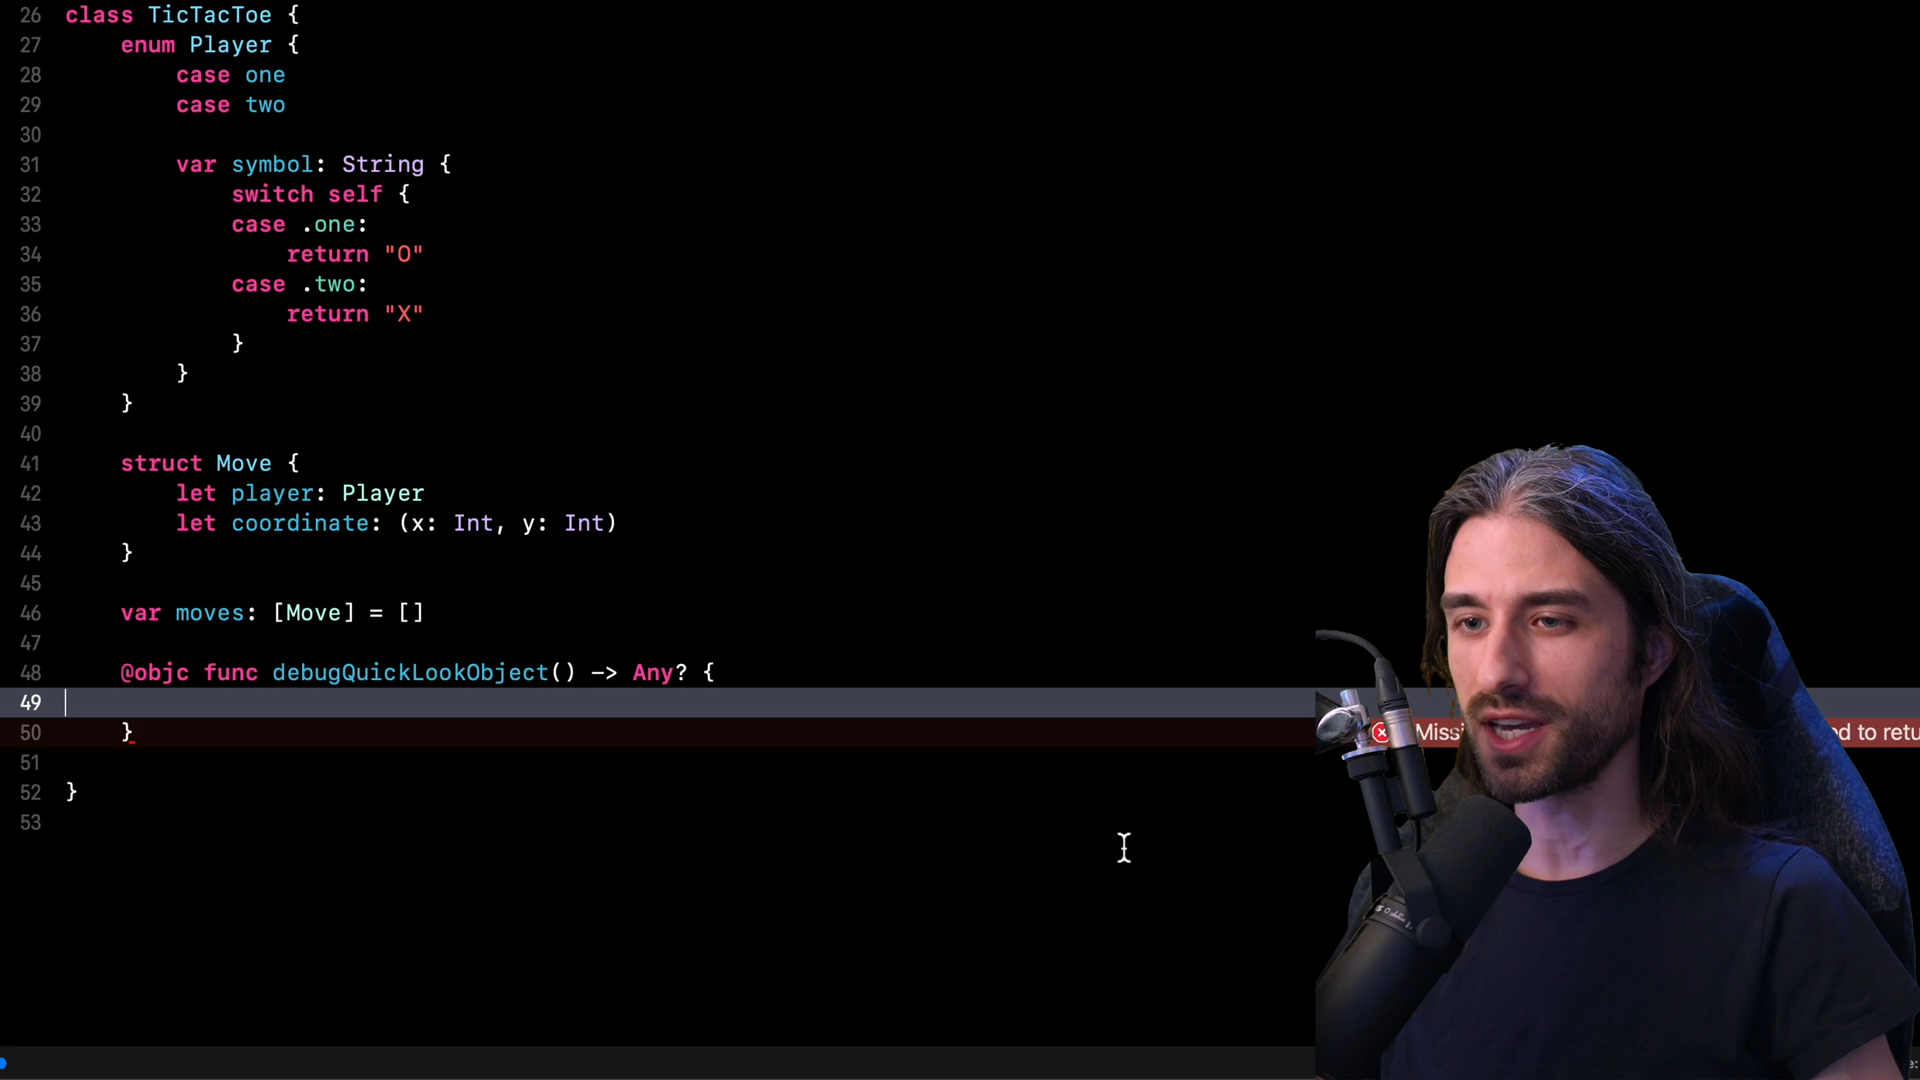 26 class TicTacToe {
27 enum Player {
28 case one
29 case two
30
31 var symbol: String {
32 switch self {
33 case .one:
34 return "O"
35 case .two:
36 return "X"
37 }
38 }
39 }
40
41 struct Move {
42 let player: Player
43 let coordinate: (x: Int, y: Int)
44 }
45
46 var moves: [Move] = []
47
48 @objc func debugQuickLookObject() -> Any? {
49
50 } Missi d to retu
51
52 }
53